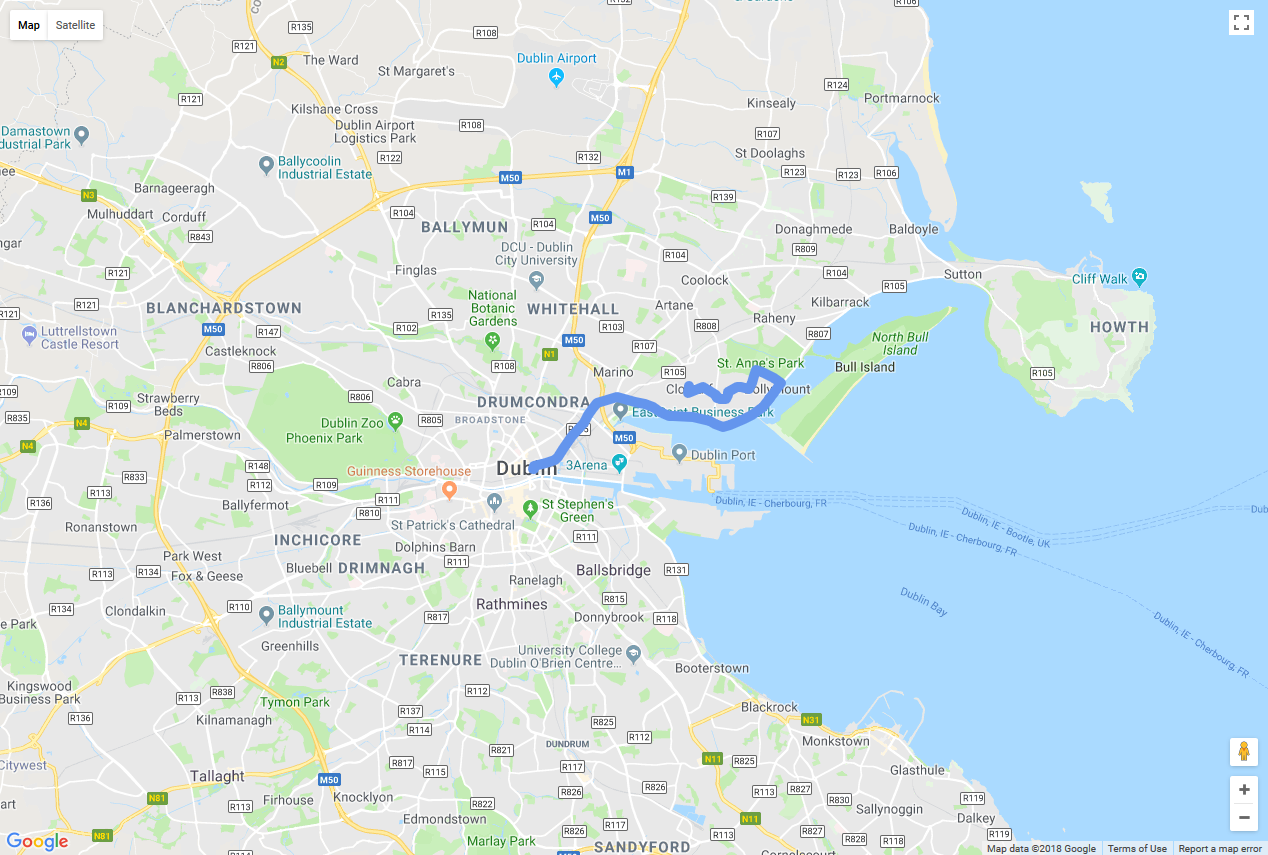 Map
Satellite
R135
R108
R132
R106
R121
N2
The Ward
St Margaret's
Dublin Airport
R121
Kilshane Cross
Kinsealy
R124
Portmarnock
Damastown
Dublin Airport
Logistics Park
R108
R107
Ballycoolin
Industrial Estate
R122
R132
St Doolaghs
M50
M1
R123
R123
R106
N3
Barnageeragh
R139
Mulhuddart
Corduff
R104
M50
BALLYMUN
R104
Donaghmede
Baldoyle
R843
DCU - Dublin
City University
R104
R809
R121
Finglas
Coolock
R104
Sutton
Cliff Walk
R105
National
Botanic
Gardens
BLANCHARDSTOWN
R121
R135
WHITEHALL
Artane
Kilbarrack
R121
Luttrellstown
Castle Resort
M50
R147
R102
R103
R808
Raheny
R807
HOWTH
Castleknock
M50
R107
North Bull
Island
R806
N1
R108
Marino
R105
St. Anne's Park
Bull Island
R105
Cabra
R109
Strawberry
Beds
R806
DRUMCONDRA
R835
N4
Dublin Zoo
Phoenix Park
R805
BROADSTONE
Eastpoint Business Park
Palmerstown
M50
N4
R148
Guinness Storehouse
Dublin
3Arena
Dublin Port
R833
R112
R109
R113
R136
Ballyfermot
R111
St Stephen's
Green
Dublin, IE - Cherbourg, FR
R810
St Patrick's Cathedral
Dublin, IE - Bootle, UK
Ronanstown
INCHICORE
R111
Dublin, IE - Cherbourg, FR
Park West
Dolphins Barn
R113
R134
Fox & Geese
Bluebell
DRIMNAGH
R111
Ballsbridge
R131
Ranelagh
R134
Clondalkin
R110
Rathmines
R815
Dublin Bay
Ballymount
Industrial Estate
R817
Donnybrook
R118
Dublin, IE - Cherbourg, FR
Greenhills
University College
Dublin O'Brien Centre...
TERENURE
Booterstown
Kingswood
Business Park
R113
R838
R112
Tymon Park
R136
Kilnamanagh
R137
Blackrock
N31
R114
R825
R112
Monkstown
DUNDRUM
R821
Citywest
R817
R115
R117
N11
R825
Glasthule
Tallaght
M50
R826
R826
R113
R827
N81
R113
Firhouse
Knocklyon
R822
R830
R119
Sallynoggin
Dalkey
Edmondstown
N11
R117
R826
R113
R827
R119
N81
Marlay Park
R828
R118
SANDYFORD
Google
Map data ©2018 Google
Terms of Use
Report a map error